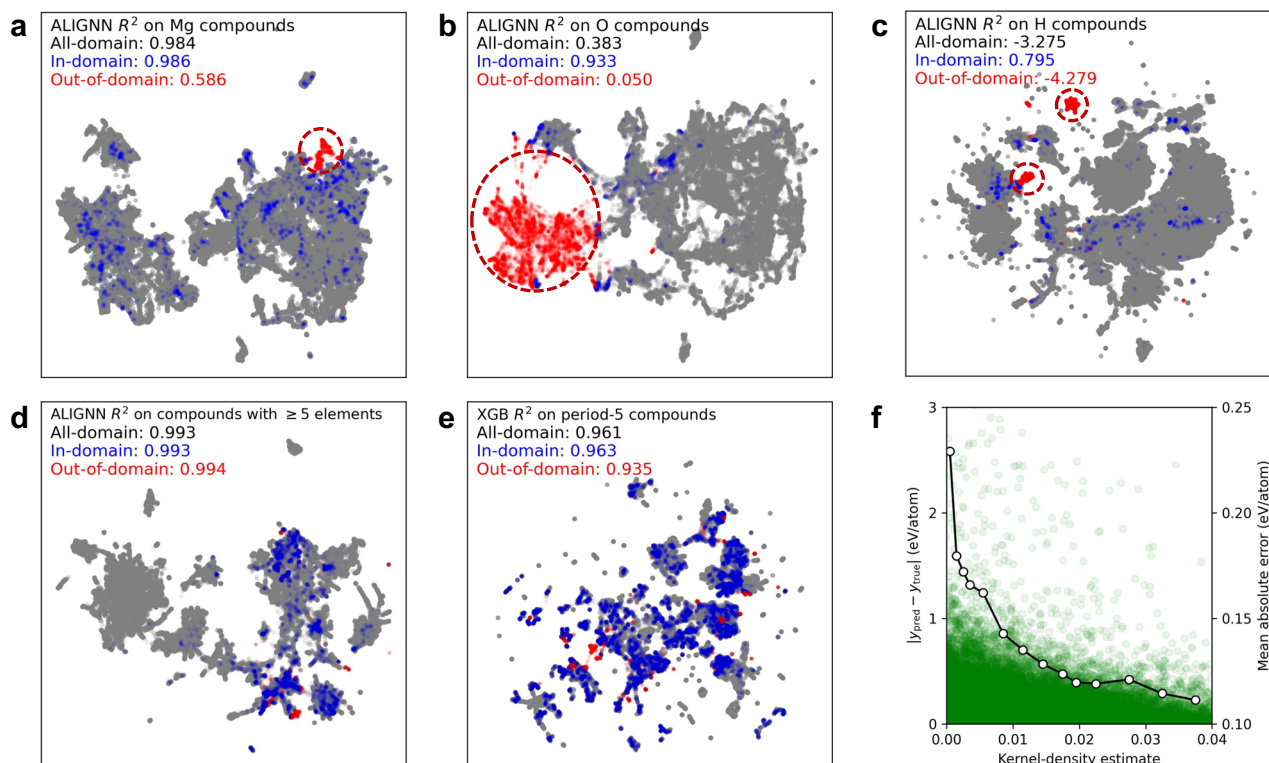 a
ALIGNN R² on Mg compounds
All-domain: 0.984
In-domain: 0.986
Out-of-domain: 0.586
b
ALIGNN R² on O compounds
All-domain: 0.383
In-domain: 0.933
Out-of-domain: 0.050
c
ALIGNN R² on H compounds
All-domain: -3.275
In-domain: 0.795
Out-of-domain: -4.279
d
ALIGNN R² on compounds with ≥ 5 elements
All-domain: 0.993
In-domain: 0.993
Out-of-domain: 0.994
e
XGB R² on period-5 compounds
All-domain: 0.961
In-domain: 0.963
Out-of-domain: 0.935
f
|y_pred − y_true| (eV/atom)
3
2
1
0
0.00
0.01
0.02
0.03
0.04
Kernel-density estimate
0.25
0.20
0.15
0.10
Mean absolute error (eV/atom)